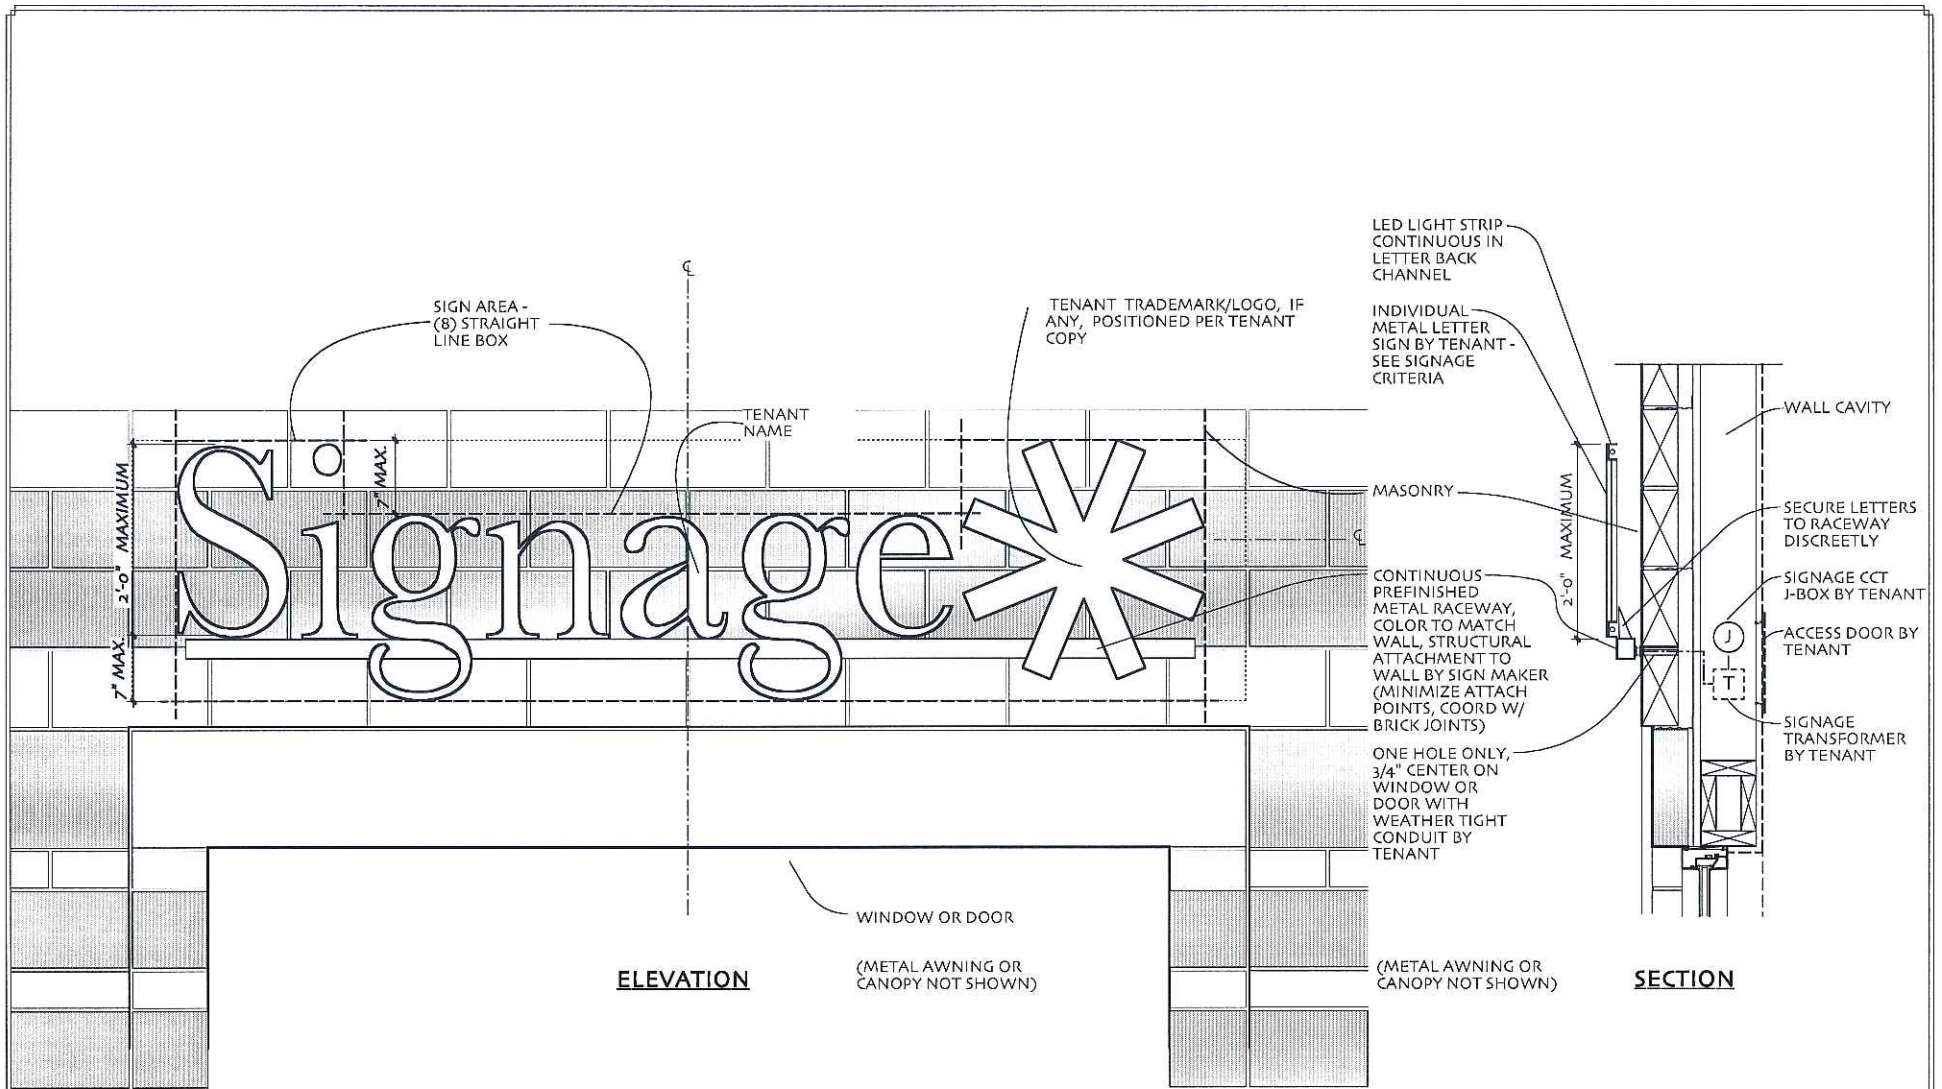 SIGN AREA -
(8) STRAIGHT
LINE BOX
℄
TENANT TRADEMARK/LOGO, IF
ANY, POSITIONED PER TENANT
COPY
TENANT
NAME
2'-0" MAXIMUM
7" MAX.
7" MAX.
Signage
℄
WINDOW OR DOOR
(METAL AWNING OR
CANOPY NOT SHOWN)
ELEVATION
LED LIGHT STRIP
CONTINUOUS IN
LETTER BACK
CHANNEL
INDIVIDUAL
METAL LETTER
SIGN BY TENANT -
SEE SIGNAGE
CRITERIA
MASONRY
CONTINUOUS
PREFINISHED
METAL RACEWAY,
COLOR TO MATCH
WALL, STRUCTURAL
ATTACHMENT TO
WALL BY SIGN MAKER
(MINIMIZE ATTACH
POINTS, COORD W/
BRICK JOINTS)
ONE HOLE ONLY,
3/4" CENTER ON
WINDOW OR
DOOR WITH
WEATHER TIGHT
CONDUIT BY
TENANT
(METAL AWNING OR
CANOPY NOT SHOWN)
2'-0" MAXIMUM
WALL CAVITY
SECURE LETTERS
TO RACEWAY
DISCREETLY
SIGNAGE CCT
J-BOX BY TENANT
J
ACCESS DOOR BY
TENANT
T
SIGNAGE
TRANSFORMER
BY TENANT
SECTION